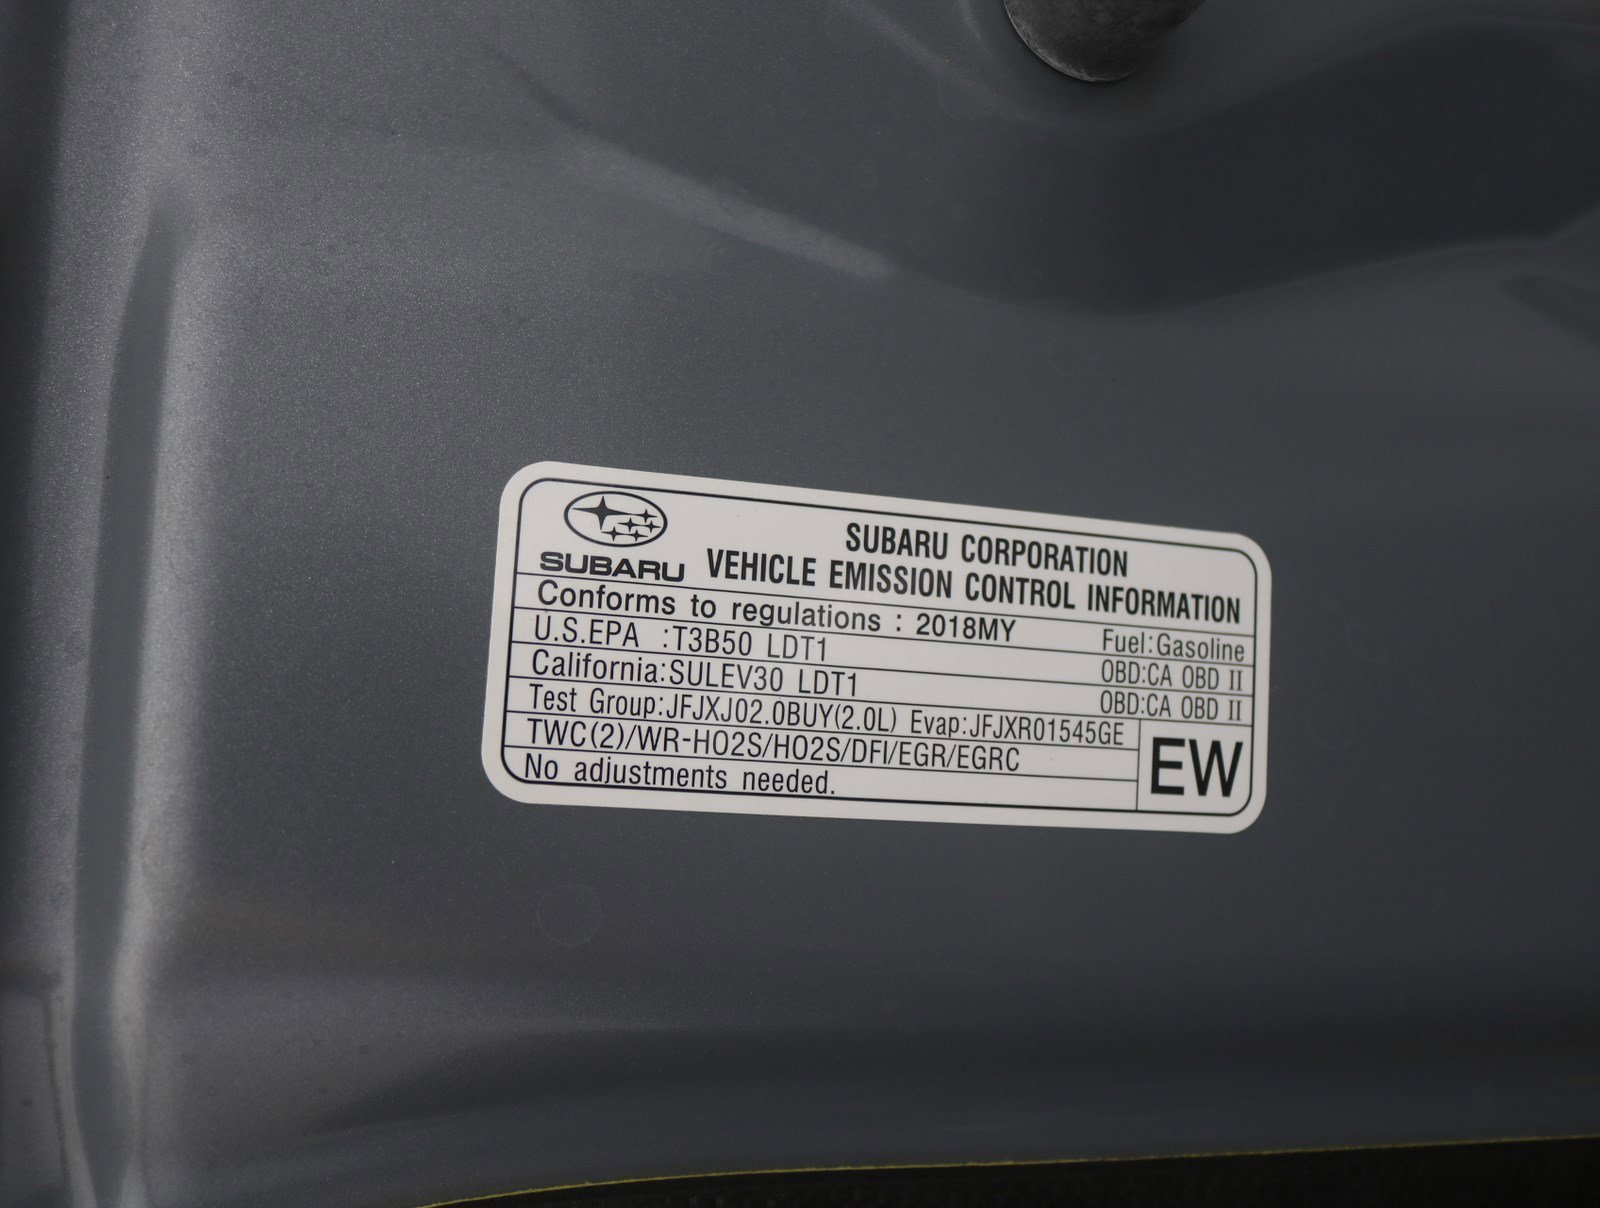 SUBARU
SUBARU CORPORATION
VEHICLE EMISSION CONTROL INFORMATION
Conforms to regulations : 2018MY Fuel:Gasoline
U.S.EPA :T3B50 LDT1 OBD:CA OBD II
California:SULEV30 LDT1 OBD:CA OBD II
Test Group:JFJXJ02.0BUY(2.0L) Evap:JFJXR01545GE
TWC(2)/WR-HO2S/HO2S/DFI/EGR/EGRC
No adjustments needed.
EW